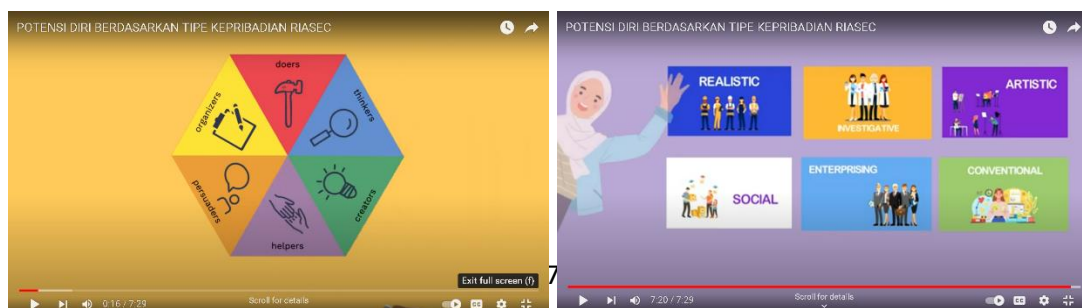 POTENSI DIRI BERDASARKAN TIPE KEPRIBADIAN RIASEC
doers
thinkers
creators
helpers
persuaders
organizers
Exit full screen (f)
0:16 / 7:29
Scroll for details
7
POTENSI DIRI BERDASARKAN TIPE KEPRIBADIAN RIASEC
REALISTIC
INVESTIGATIVE
ARTISTIC
SOCIAL
ENTERPRISING
CONVENTIONAL
7:20 / 7:29
Scroll for details